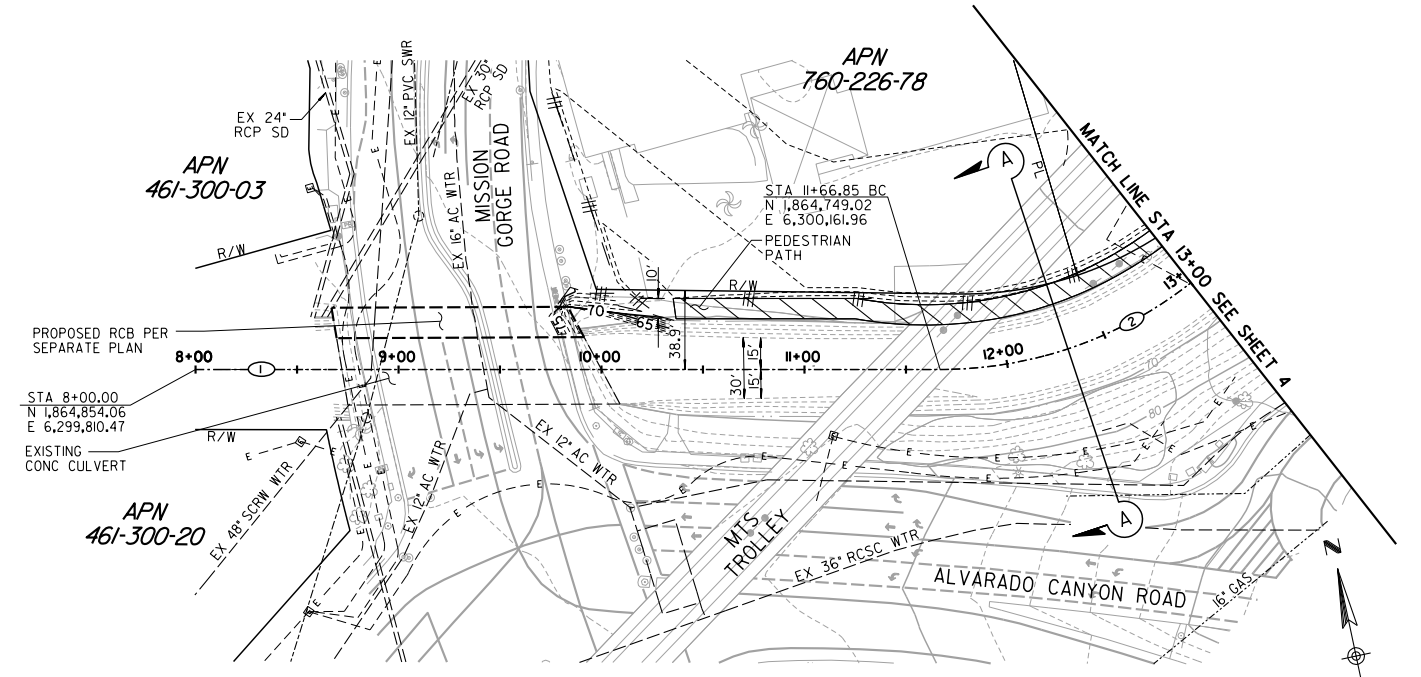 APN
760-226-78
EX 24"
RCP SD
EX 12" PVC SWR
EX 30"
RCP SD
APN
461-300-03
MISSION
GORGE ROAD
EX 16" AC WTR
MATCH LINE STA 13+00 SEE SHEET 4
A
PL
STA 11+66.85 BC
N 1,864,749.02
E 6,300,161.96
PEDESTRIAN
PATH
R/W
R/W
10'
70
65
75
38.9'
13+
PROPOSED RCB PER
SEPARATE PLAN
8+00
1
9+00
10+00
11+00
12+00
2
15'
15'
30'
70
80
STA 8+00.00
N 1,864,854.06
E 6,299,810.47
EXISTING
CONC CULVERT
R/W
EX 12" AC WTR
EX 12" AC WTR
EX 48" SCRW WTR
APN
461-300-20
E
E
E
E
E
E
E
MTS
TROLLEY
EX 36" RCSC WTR
A
ALVARADO CANYON ROAD
16" GAS
N